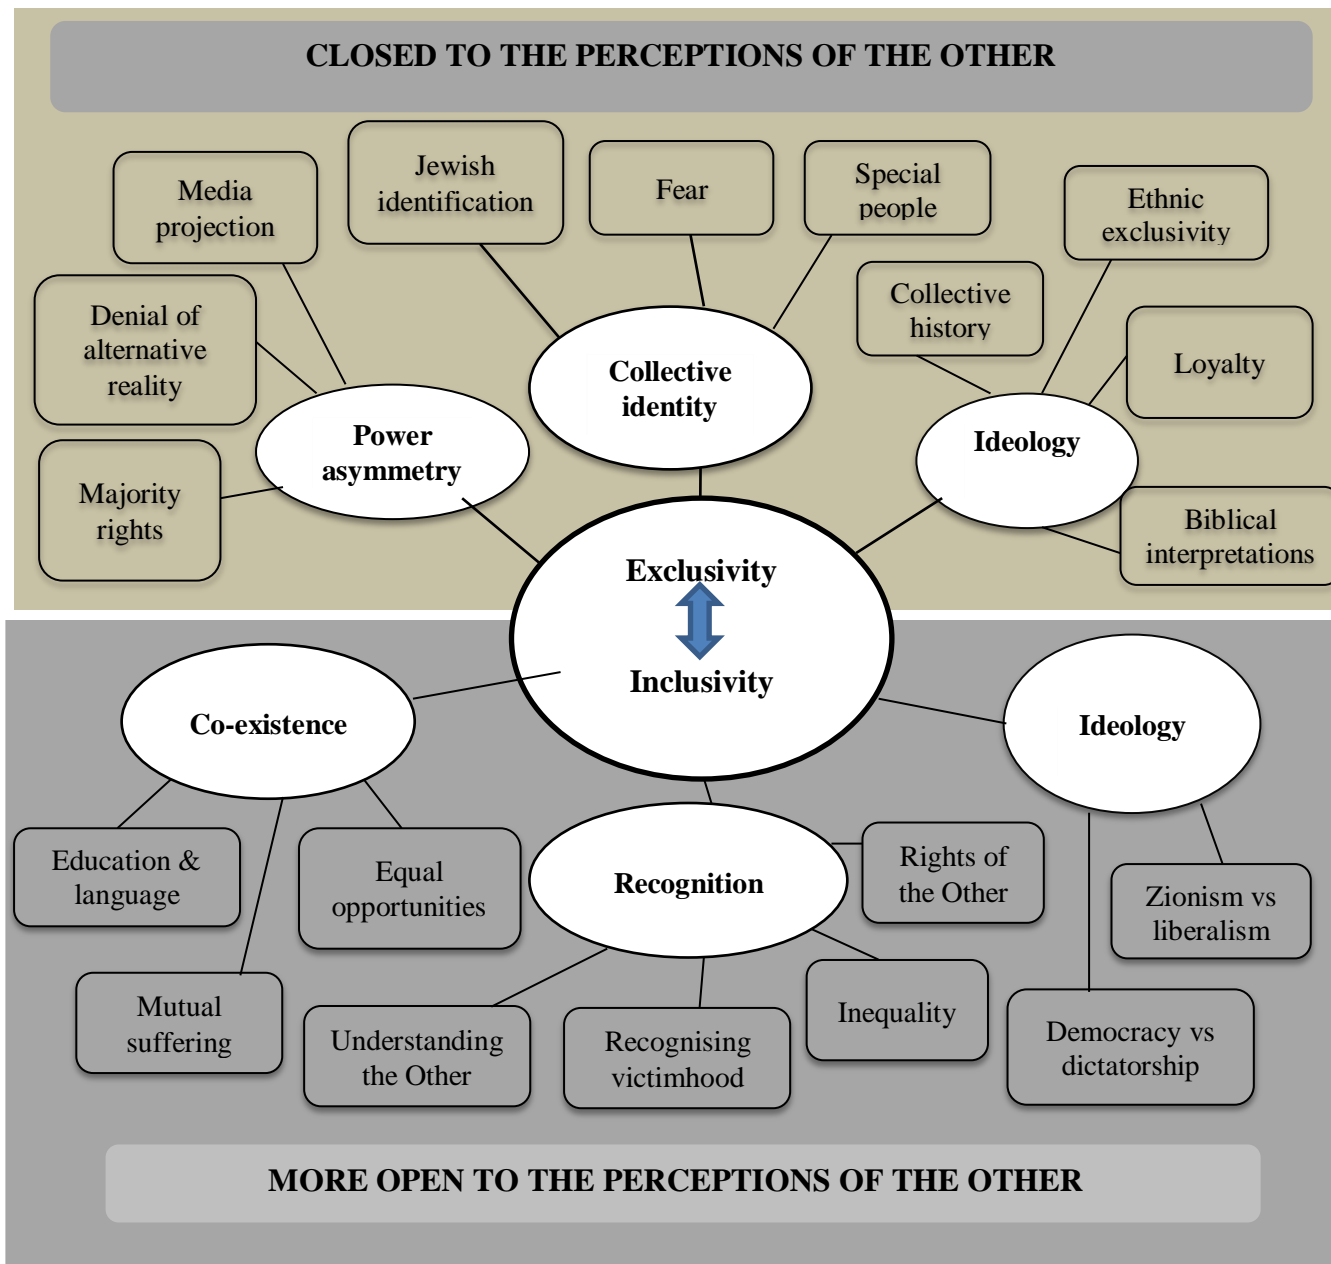 CLOSED TO THE PERCEPTIONS OF THE OTHER
Media
projection
Jewish
identification
Fear
Special
people
Ethnic
exclusivity
Denial of
alternative
reality
Collective
history
Loyalty
Majority
rights
Power
asymmetry
Collective
identity
Ideology
Biblical
interpretations
Exclusivity
Inclusivity
Co-existence
Ideology
Education &
language
Equal
opportunities
Recognition
Rights of
the Other
Zionism vs
liberalism
Mutual
suffering
Understanding
the Other
Recognising
victimhood
Inequality
Democracy vs
dictatorship
MORE OPEN TO THE PERCEPTIONS OF THE OTHER